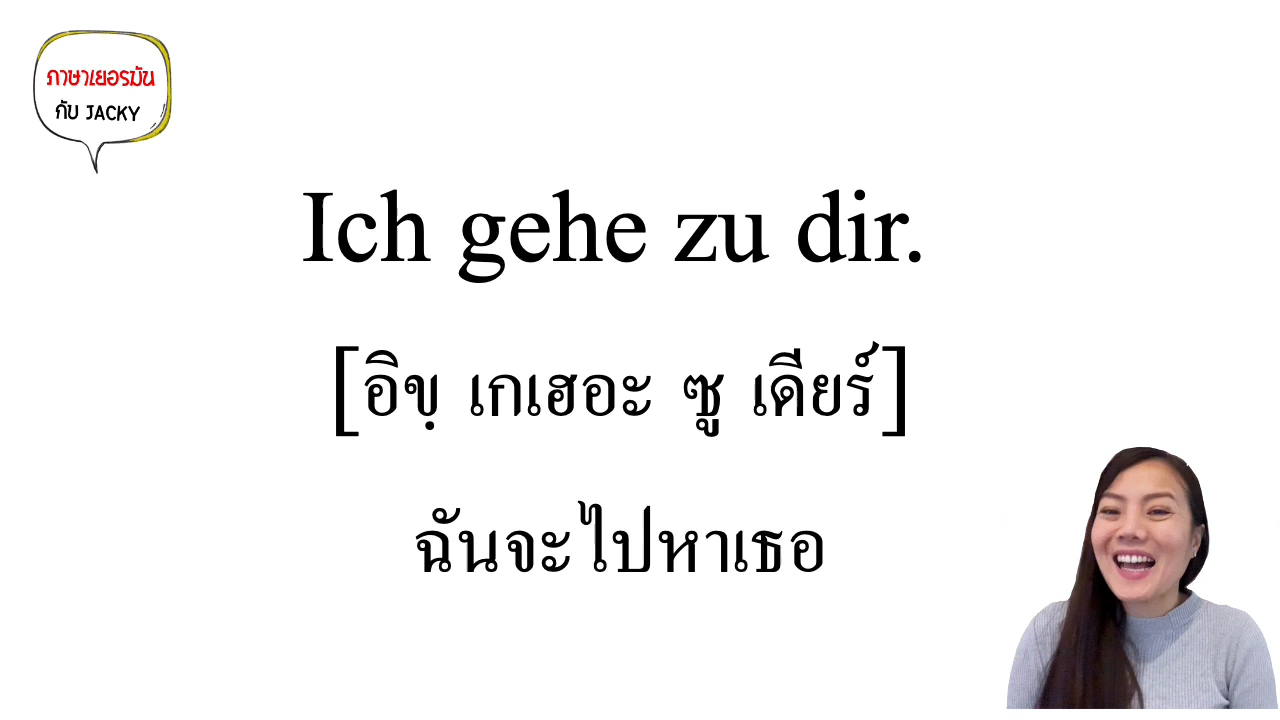 ภาษาเยอรมัน
กับ JACKY
Ich gehe zu dir.
[อิขฺ เกเฮอะ ซู เดียร์]
ฉันจะไปหาเธอ